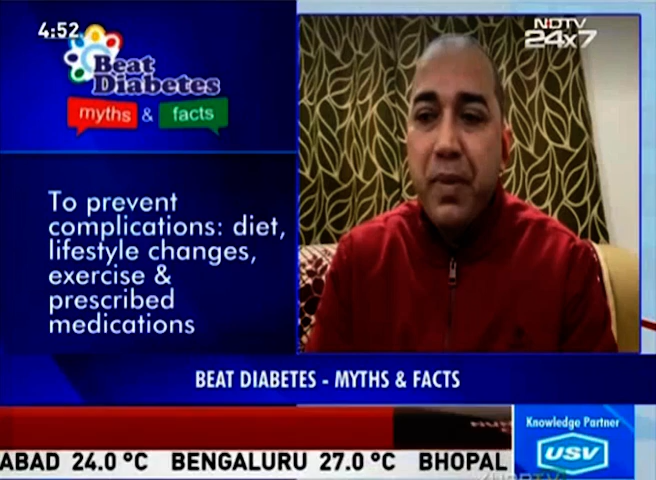 4:52
Beat
Diabetes
myths & facts
NDTV
24x7
To prevent
complications: diet,
lifestyle changes,
exercise &
prescribed
medications
BEAT DIABETES - MYTHS & FACTS
Knowledge Partner
USV
ABAD 24.0 °C BENGALURU 27.0 °C BHOPAL